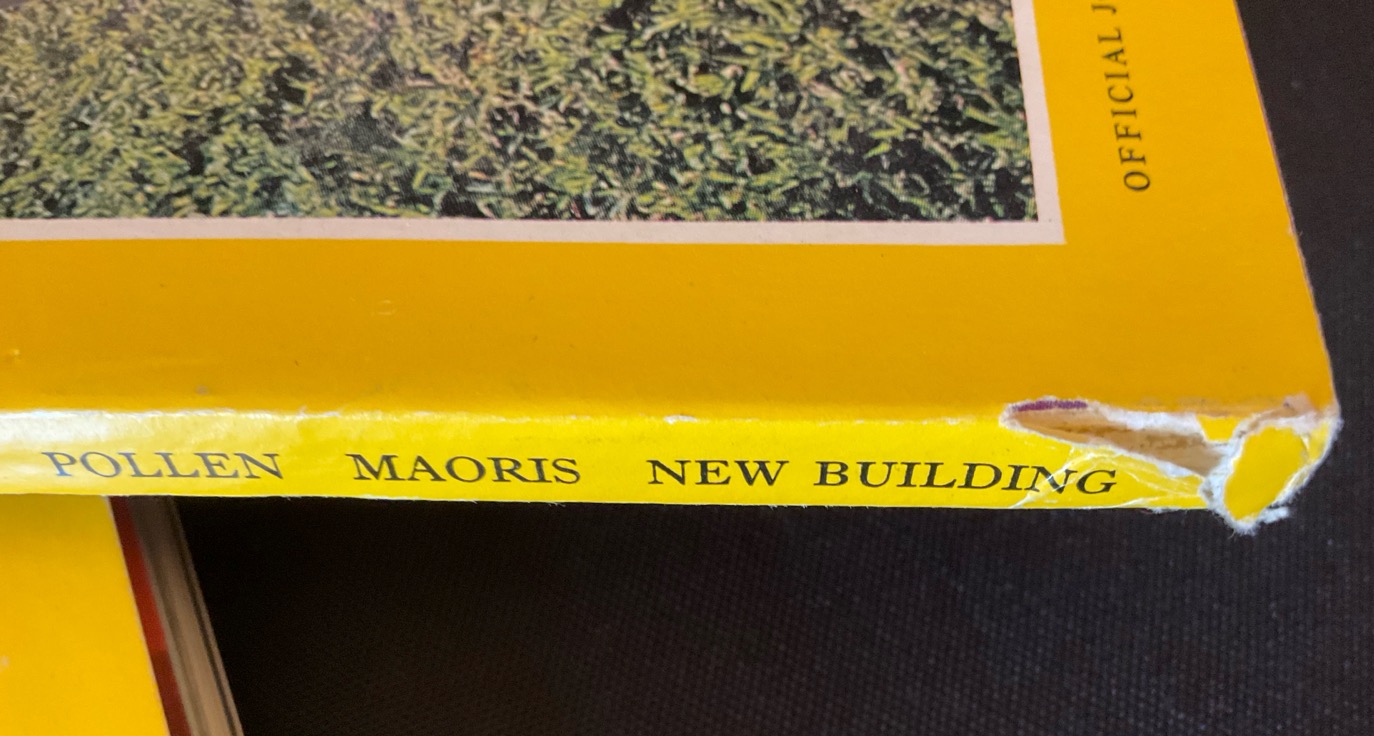 OFFICIAL J
POLLEN MAORIS NEW BUILDING